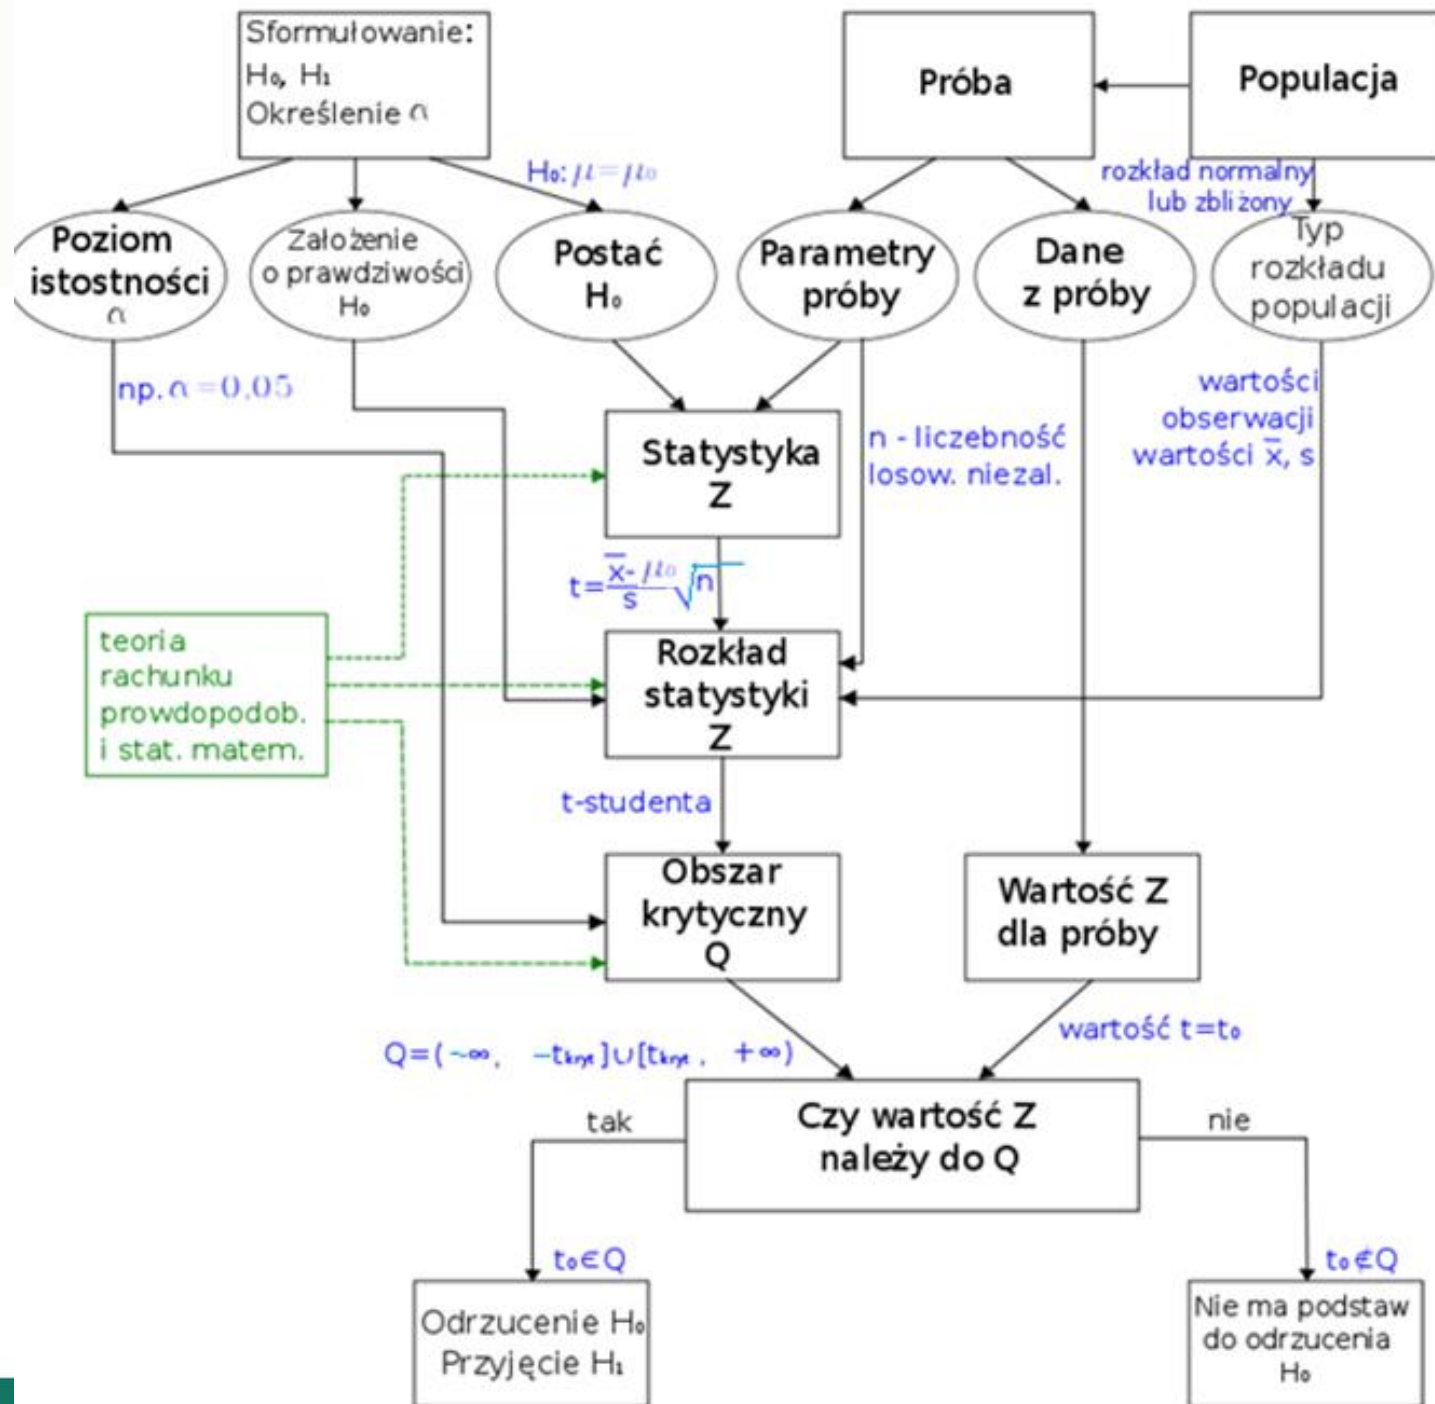 Sformułowanie:
H₀, H₁
Określenie α
Próba
Populacja
H₀: μ=μ₀
rozkład normalny
lub zbliżony
Poziom
istostności
α
Założenie
o prawdziwości
H₀
Postać
H₀
Parametry
próby
Dane
z próby
Typ
rozkładu
populacji
np. α=0,05
Statystyka
Z
n - liczebność
losow. niezal.
wartości
obserwacji
wartości x̄, s
t=x̄-μ₀/s √n
teoria
rachunku
prowdopodob.
i stat. matem.
Rozkład
statystyki
Z
t-studenta
Obszar
krytyczny
Q
Wartość Z
dla próby
Q=(-∞, -tkryt]∪[tkryt, +∞)
wartość t=t₀
Czy wartość Z
należy do Q
tak
nie
t₀∈Q
t₀∉Q
Odrzucenie H₀
Przyjęcie H₁
Nie ma podstaw
do odrzucenia
H₀